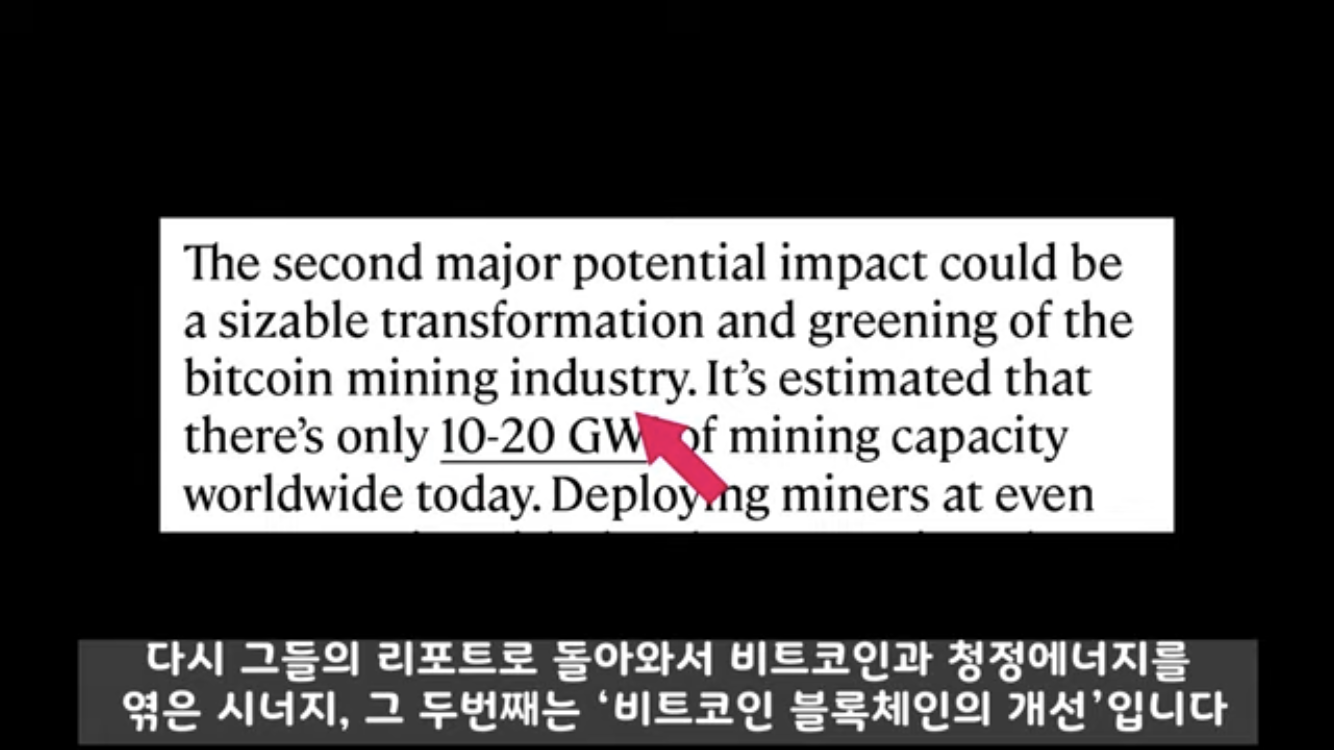 The second major potential impact could be
a sizable transformation and greening of the
bitcoin mining industry. It's estimated that
there's only 10-20 GW of mining capacity
worldwide today. Deploying miners at even
다시 그들의 리포트로 돌아와서 비트코인과 청정에너지를
엮은 시너지, 그 두번째는 ‘비트코인 블록체인의 개선’입니다